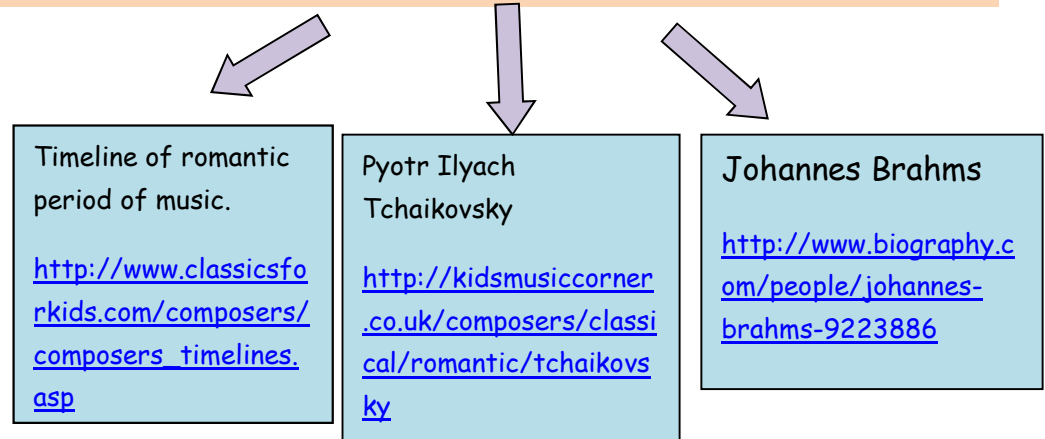 Timeline of romantic
period of music.
http://www.classicsfo
rkids.com/composers/
composers_timelines.
asp
Pyotr Ilyach
Tchaikovsky
http://kidsmusiccorner
.co.uk/composers/classi
cal/romantic/tchaikovs
ky
Johannes Brahms
http://www.biography.c
om/people/johannes-
brahms-9223886